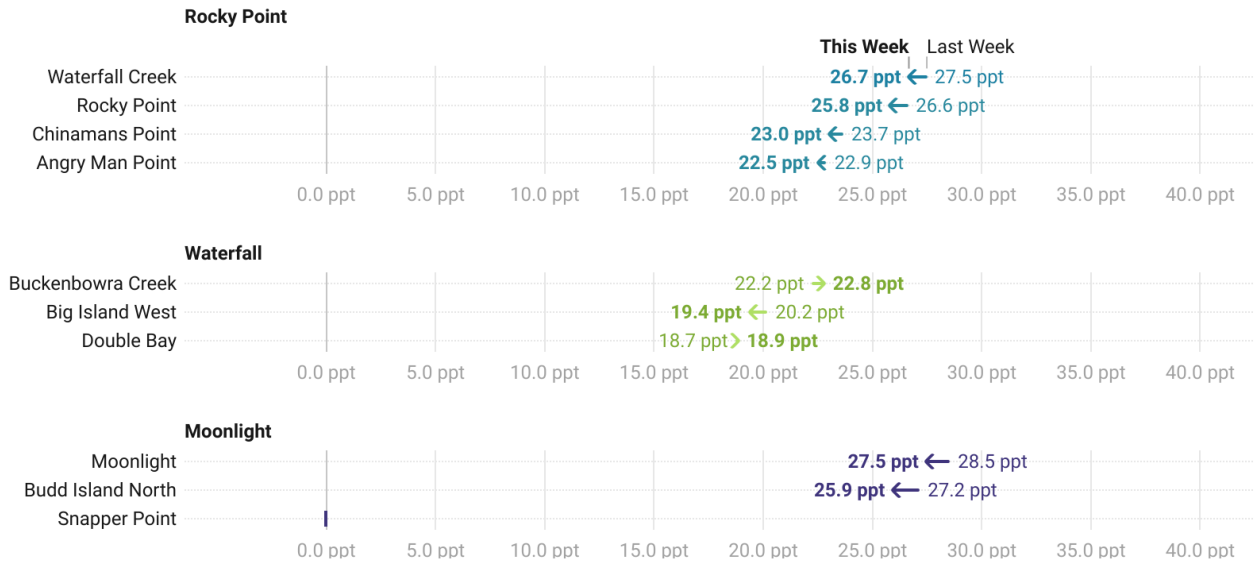 Rocky Point
This Week Last Week
Waterfall Creek 26.7 ppt 27.5 ppt
Rocky Point 25.8 ppt 26.6 ppt
Chinamans Point 23.0 ppt 23.7 ppt
Angry Man Point 22.5 ppt 22.9 ppt
0.0 ppt 5.0 ppt 10.0 ppt 15.0 ppt 20.0 ppt 25.0 ppt 30.0 ppt 35.0 ppt 40.0 ppt
Waterfall
Buckenbowra Creek 22.2 ppt 22.8 ppt
Big Island West 19.4 ppt 20.2 ppt
Double Bay 18.7 ppt 18.9 ppt
0.0 ppt 5.0 ppt 10.0 ppt 15.0 ppt 20.0 ppt 25.0 ppt 30.0 ppt 35.0 ppt 40.0 ppt
Moonlight
Moonlight 27.5 ppt 28.5 ppt
Budd Island North 25.9 ppt 27.2 ppt
Snapper Point
0.0 ppt 5.0 ppt 10.0 ppt 15.0 ppt 20.0 ppt 25.0 ppt 30.0 ppt 35.0 ppt 40.0 ppt